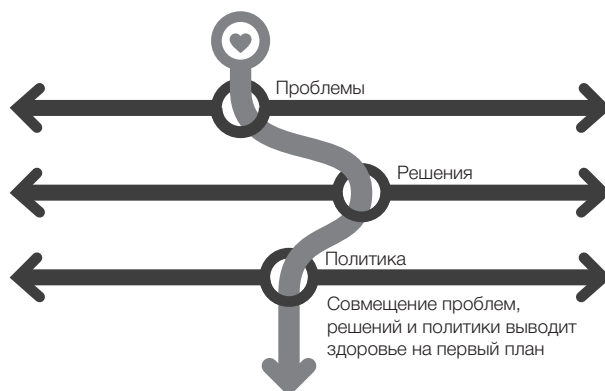 Проблемы
Решения
Политика
Совмещение проблем,
решений и политики выводит
здоровье на первый план